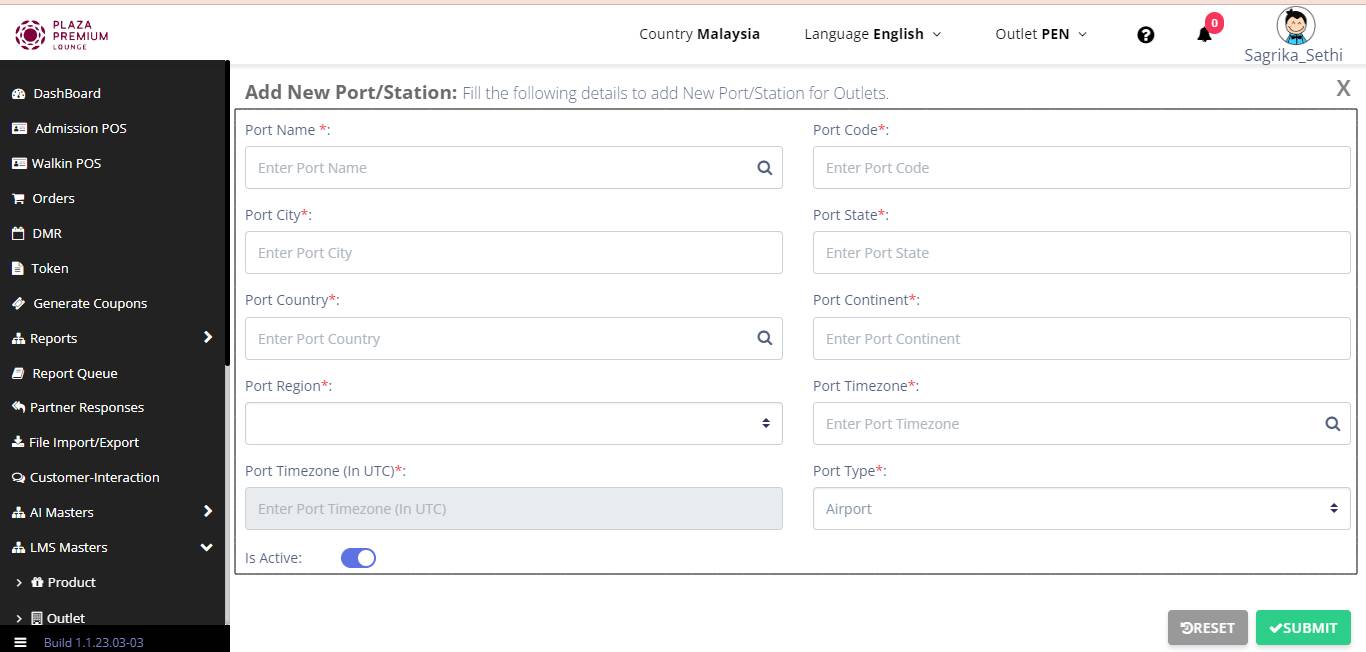 PLAZA
PREMIUM
LOUNGE
Country Malaysia
Language English
Outlet PEN
0
Sagrika_Sethi
DashBoard
Admission POS
Walkin POS
Orders
DMR
Token
Generate Coupons
Reports
Report Queue
Partner Responses
File Import/Export
Customer-Interaction
AI Masters
LMS Masters
Product
Outlet
Build 1.1.23.03-03
Add New Port/Station: Fill the following details to add New Port/Station for Outlets.
X
Port Name *:
Enter Port Name
Port Code*:
Enter Port Code
Port City*:
Enter Port City
Port State*:
Enter Port State
Port Country*:
Enter Port Country
Port Continent*:
Enter Port Continent
Port Region*:
Port Timezone*:
Enter Port Timezone
Port Timezone (In UTC)*:
Enter Port Timezone (In UTC)
Port Type*:
Airport
Is Active:
RESET
SUBMIT